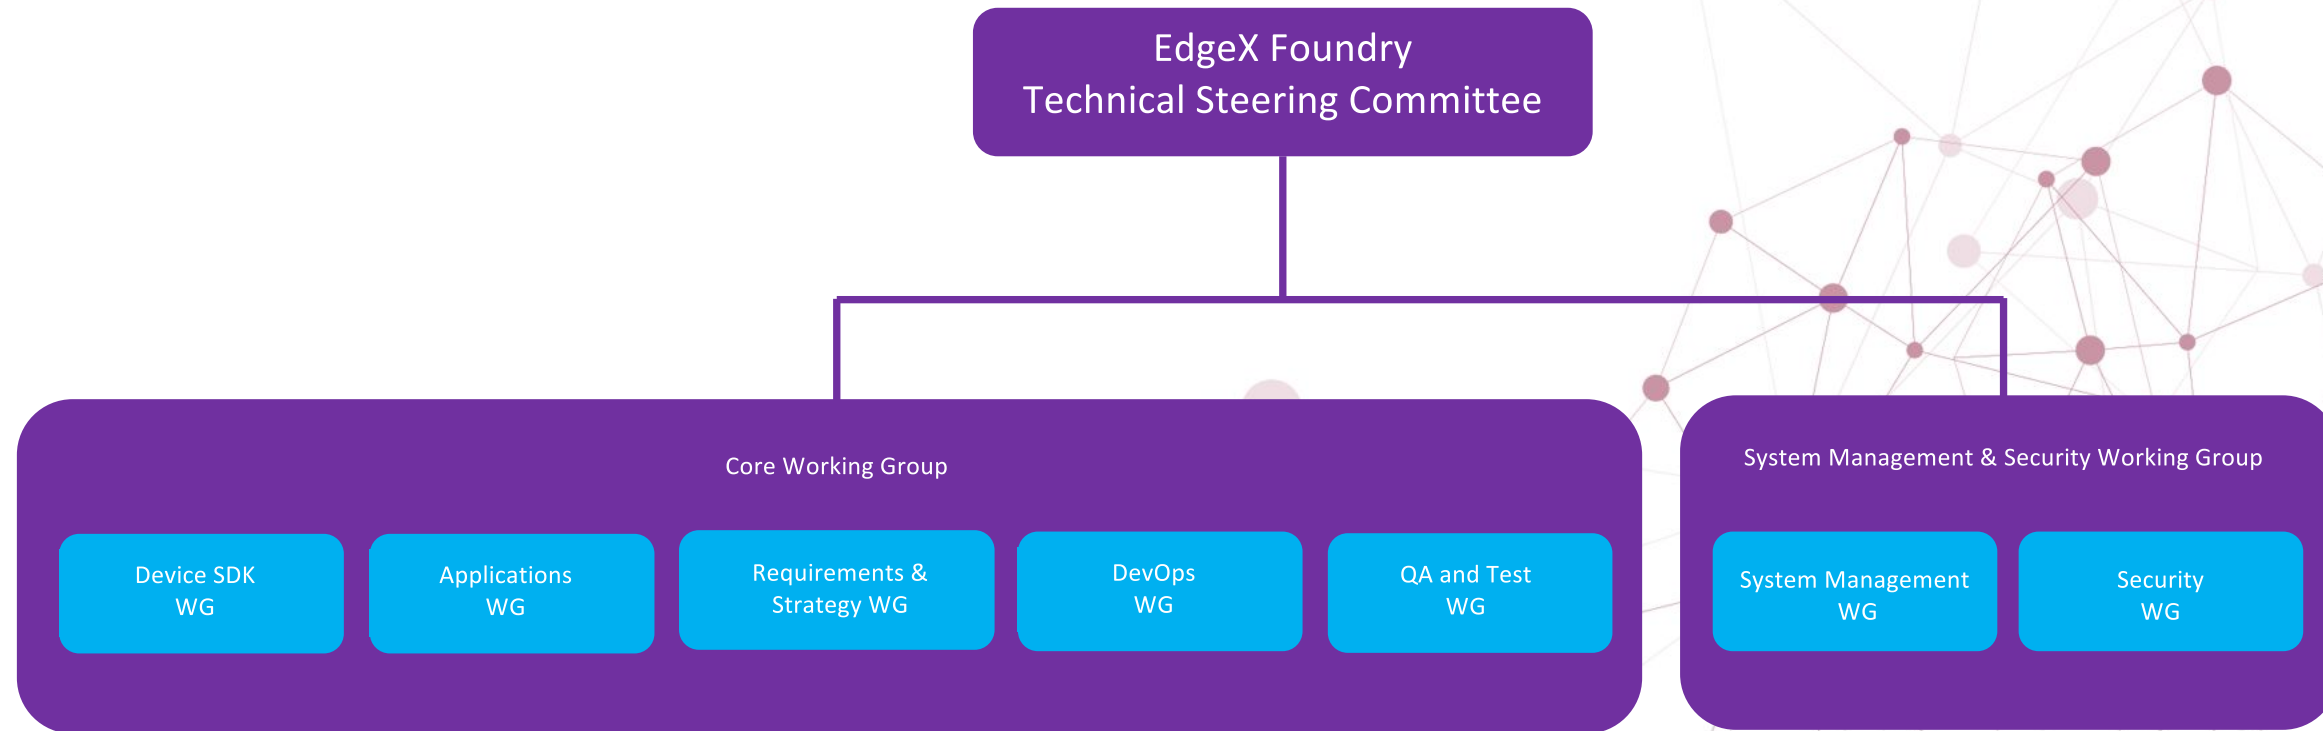 EdgeX Foundry
Technical Steering Committee
Core Working Group
System Management & Security Working Group
Device SDK
WG
Applications
WG
Requirements &
Strategy WG
DevOps
WG
QA and Test
WG
System Management
WG
Security
WG